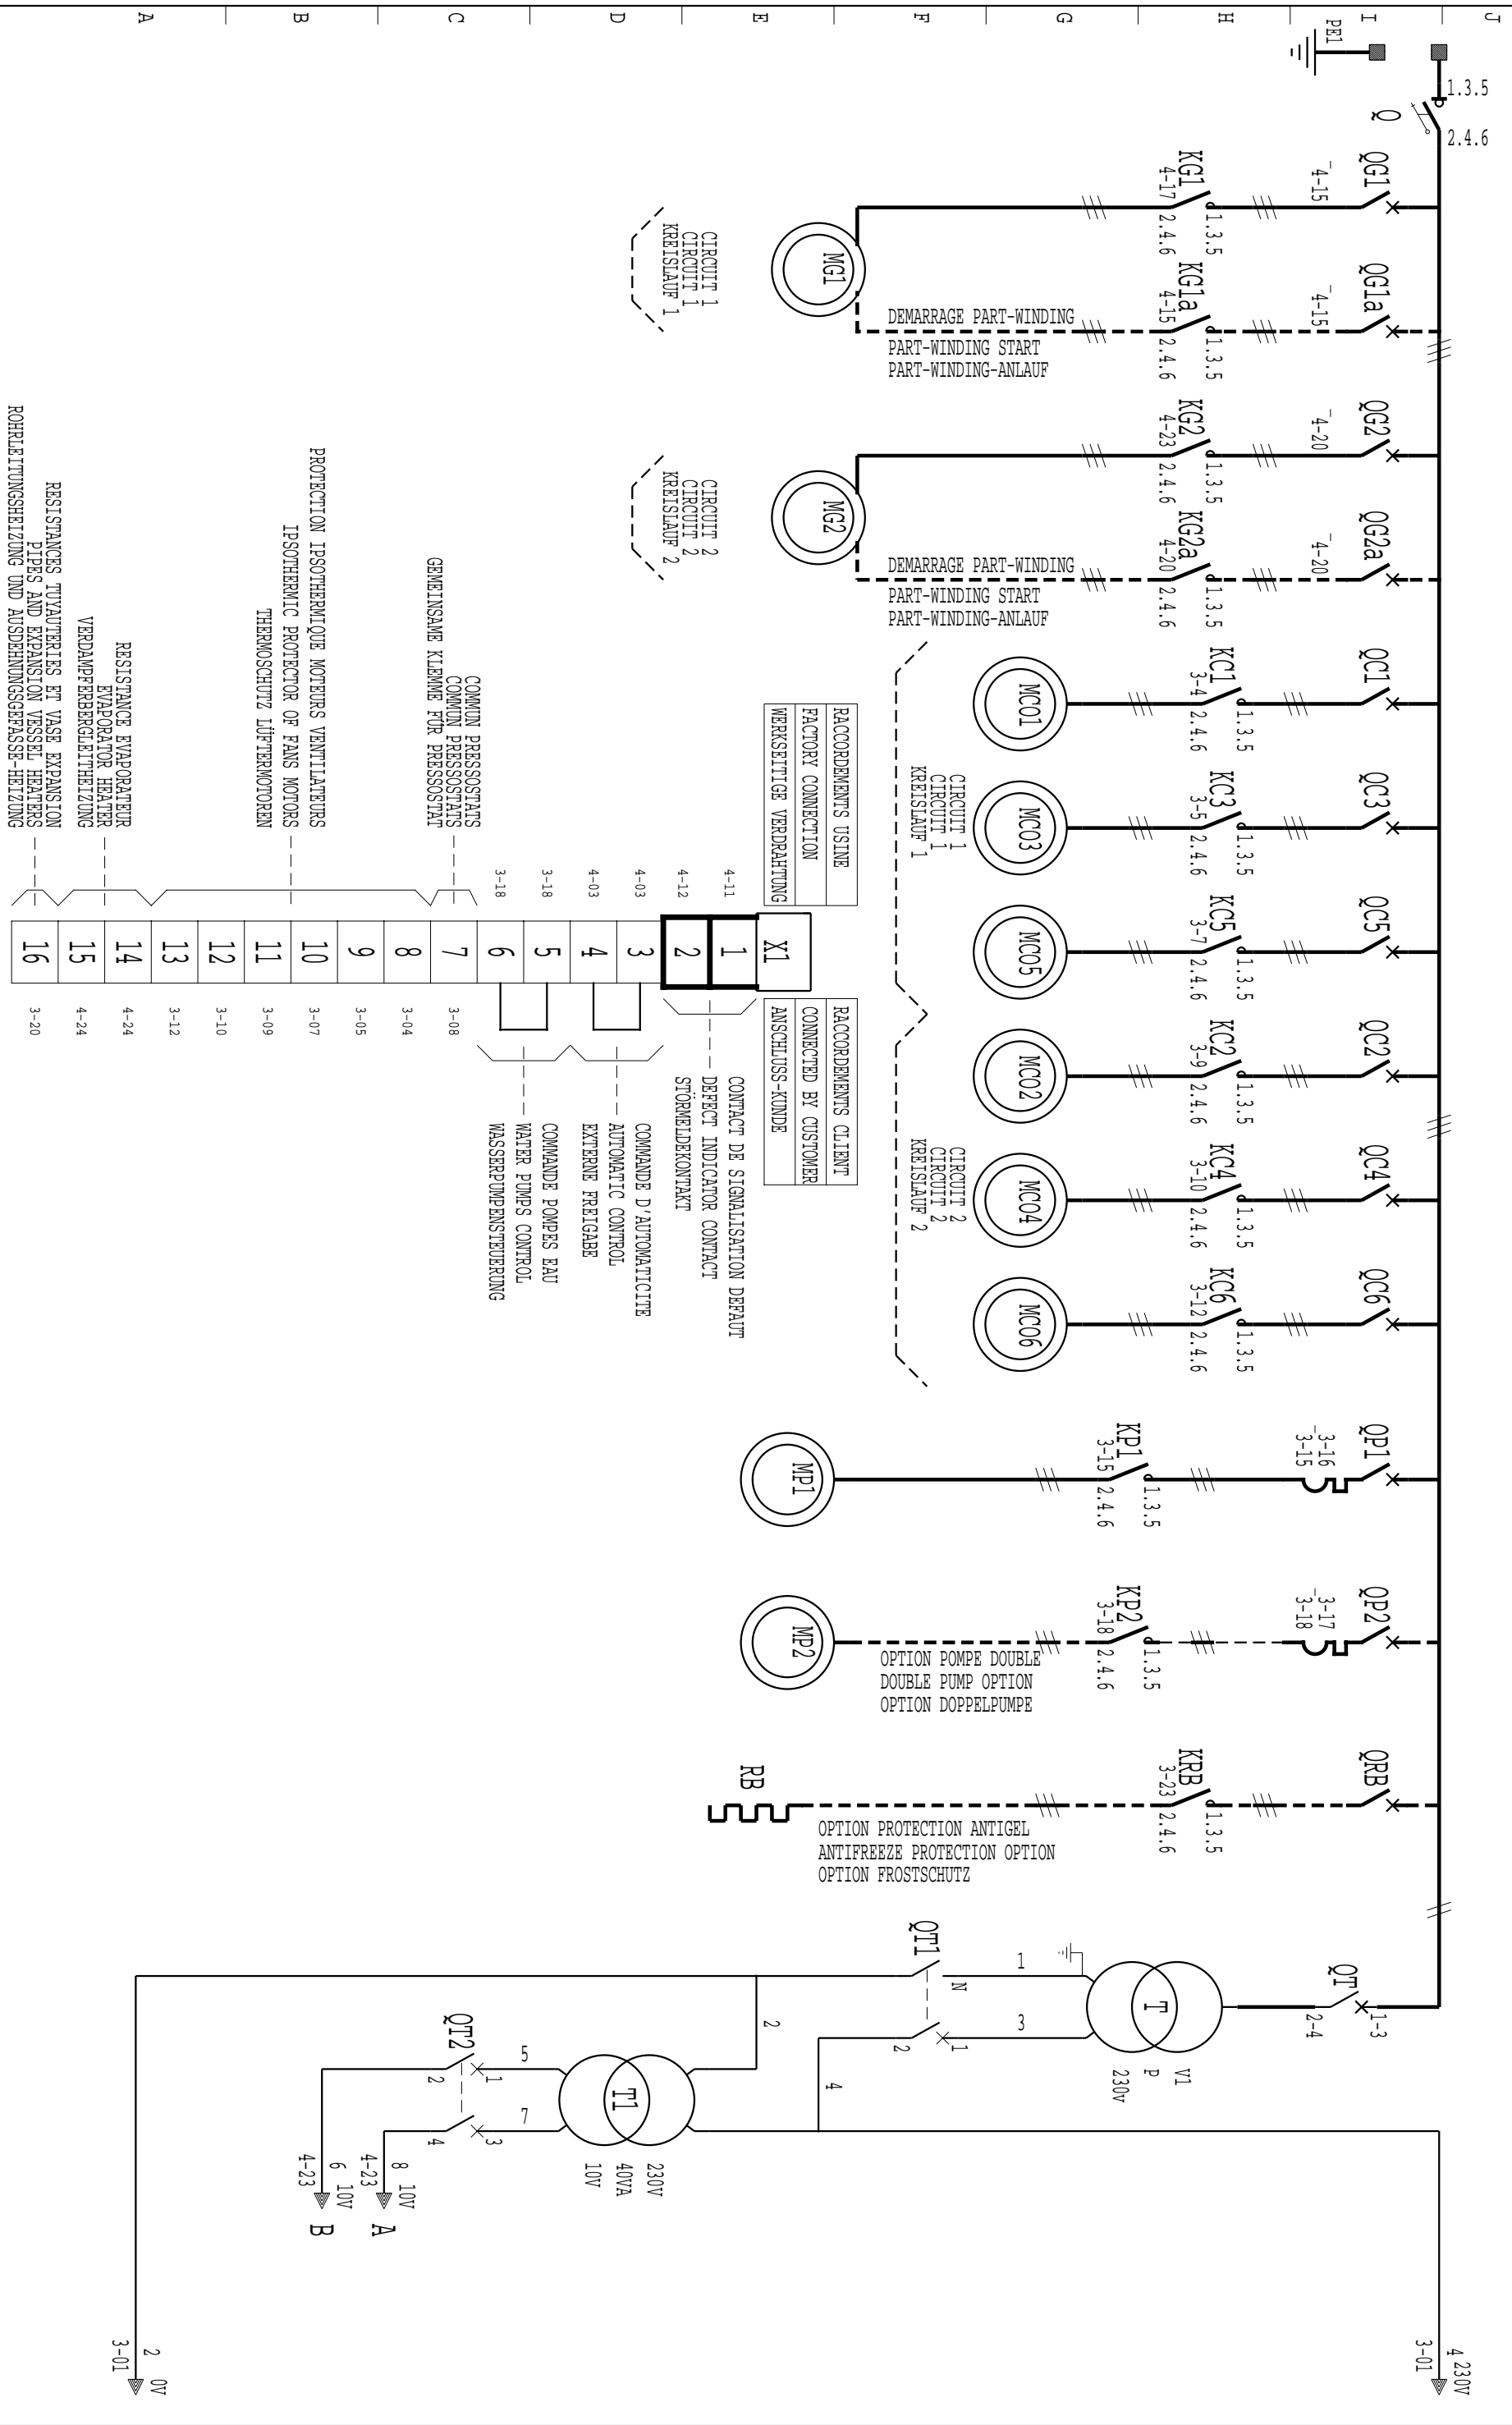 A
B
C
D
E
F
G
H
I
J
PE1
1.3.5
Q
2.4.6
QG1
4-15
KG1
4-17
1.3.5
2.4.6
MG1
CIRCUIT 1
CIRCUIT 1
KREISLAUF 1
QG1a
4-15
KG1a
4-15
1.3.5
2.4.6
DEMARRAGE PART-WINDING
PART-WINDING START
PART-WINDING-ANLAUF
QG2
4-20
KG2
4-23
1.3.5
2.4.6
MG2
CIRCUIT 2
CIRCUIT 2
KREISLAUF 2
QG2a
4-20
KG2a
4-20
1.3.5
2.4.6
DEMARRAGE PART-WINDING
PART-WINDING START
PART-WINDING-ANLAUF
QC1
KC1
3-4
1.3.5
2.4.6
MCO1
QC3
KC3
3-5
1.3.5
2.4.6
MCO3
QC5
KC5
3-7
1.3.5
2.4.6
MCO5
CIRCUIT 1
CIRCUIT 1
KREISLAUF 1
QC2
KC2
3-9
1.3.5
2.4.6
MCO2
QC4
KC4
3-10
1.3.5
2.4.6
MCO4
QC6
KC6
3-12
1.3.5
2.4.6
MCO6
CIRCUIT 2
CIRCUIT 2
KREISLAUF 2
QP1
3-16
3-15
KP1
3-15
1.3.5
2.4.6
MP1
QP2
3-17
3-18
KP2
3-18
1.3.5
2.4.6
MP2
OPTION POMPE DOUBLE
DOUBLE PUMP OPTION
OPTION DOPPELPUMPE
QRB
KRB
3-23
1.3.5
2.4.6
RB
OPTION PROTECTION ANTIGEL
ANTIFREEZE PROTECTION OPTION
OPTION FROSTSCHUTZ
QT
1-3
2-4
T
V1
P
230v
1
3
QT1
N
1
2
2
4
T1
230V
40VA
10V
5
7
QT2
1
2
3
4
6 10V
4-23
B
8 10V
4-23
A
4 230V
3-01
2 0V
3-01
RACCORDEMENTS USINE
FACTORY CONNECTION
WERKSEITIGE VERDRAHTUNG
X1
RACCORDEMENTS CLIENT
CONNECTED BY CUSTOMER
ANSCHLUSS-KUNDE
4-11
1
4-12
2
CONTACT DE SIGNALISATION DEFAUT
DEFECT INDICATOR CONTACT
STÖRMELDEKONTAKT
4-03
3
4-03
4
COMMANDE D'AUTOMATICITE
AUTOMATIC CONTROL
EXTERNE FREIGABE
3-18
5
3-18
6
COMMANDE POMPES EAU
WATER PUMPS CONTROL
WASSERPUMPENSTEUERUNG
COMMUN PRESSOSTATS
COMMUN PRESSOSTATS
GEMEINSAME KLEMME FÜR PRESSOSTAT
7
3-08
PROTECTION IPSOTHERMIQUE MOTEURS VENTILATEURS
IPSOTHERMIC PROTECTOR OF FANS MOTORS
THERMOSCHUTZ LÜFTERMOTOREN
8
3-04
9
3-05
10
3-07
11
3-09
12
3-10
13
3-12
RESISTANCE EVAPORATEUR
EVAPORATOR HEATER
VERDAMPFERBERGLEITHEIZUNG
14
4-24
15
4-24
RESISTANCES TUYAUTERIES ET VASE EXPANSION
PIPES AND EXPANSION VESSEL HEATERS
ROHRLEITUNGSHEIZUNG UND AUSDEHNUNGSGEFASSE-HEIZUNG
16
3-20